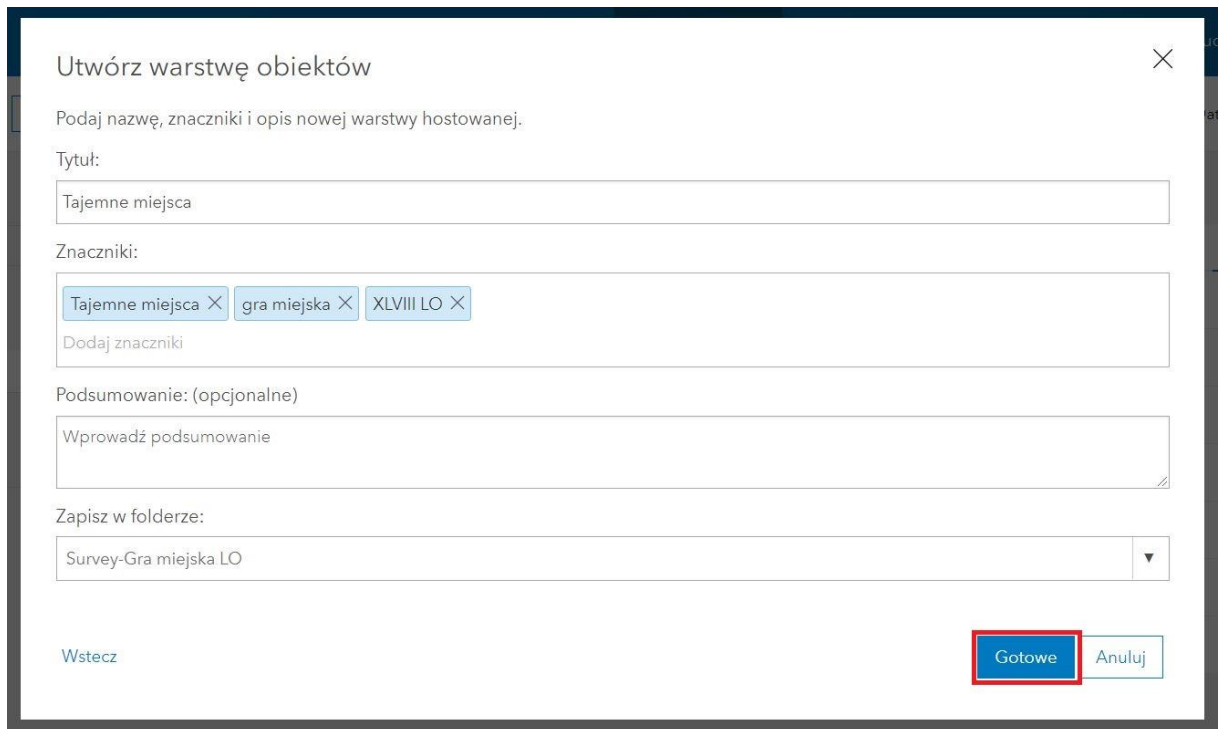 Utwórz warstwę obiektów
Podaj nazwę, znaczniki i opis nowej warstwy hostowanej.
Tytuł:
Tajemne miejsca
Znaczniki:
Tajemne miejsca gra miejska XLVIII LO
Dodaj znaczniki
Podsumowanie: (opcjonalne)
Wprowadź podsumowanie
Zapisz w folderze:
Survey-Gra miejska LO
Wstecz Gotowe Anuluj